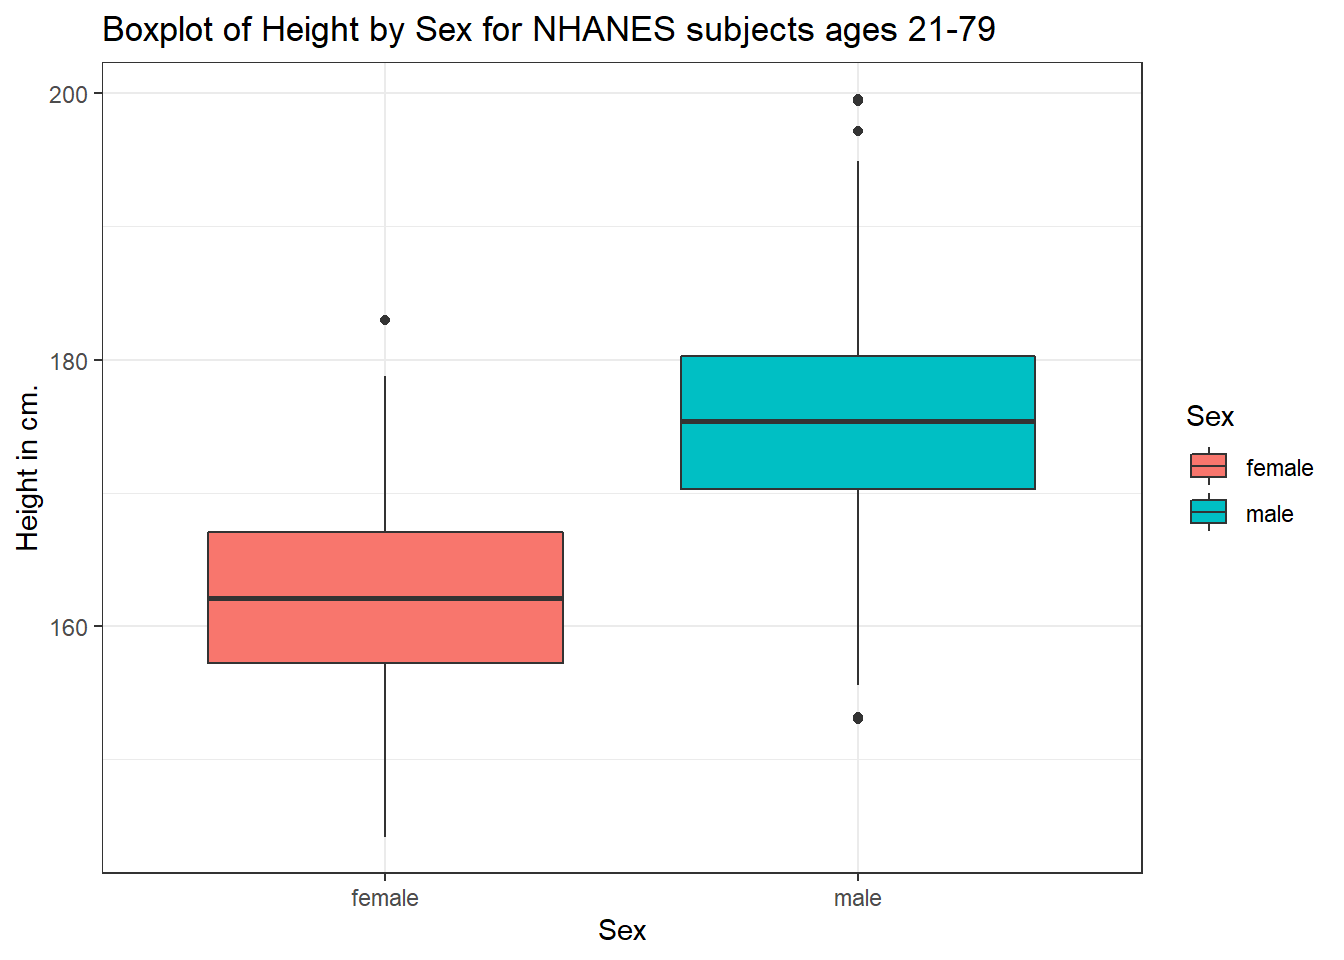 Boxplot of Height by Sex for NHANES subjects ages 21-79
200
180
160
Height in cm.
female
male
Sex
Sex
female
male